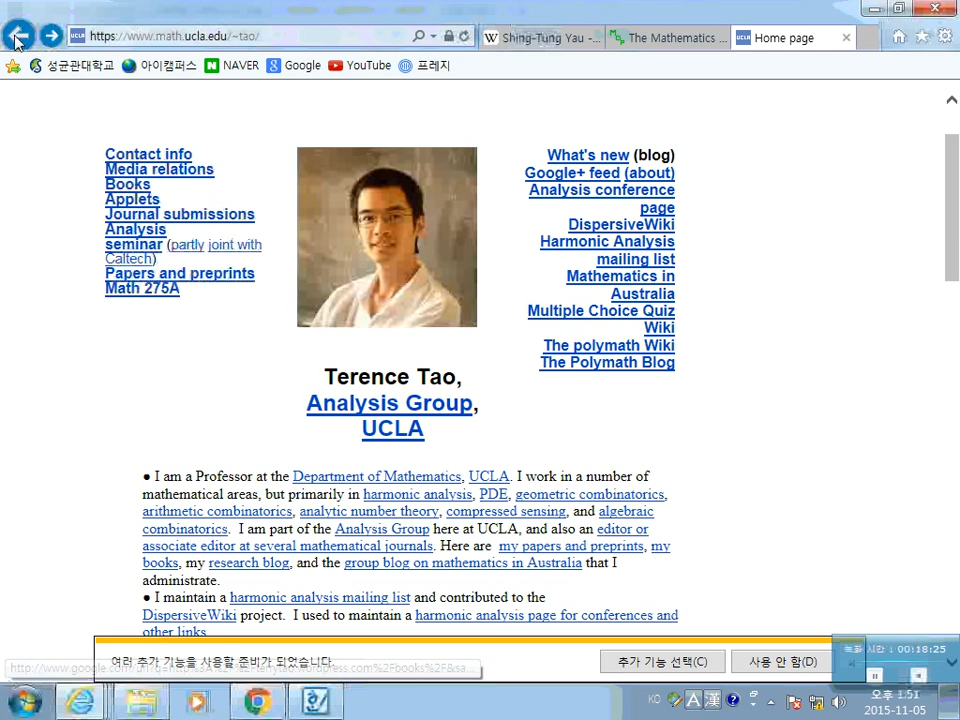 https://www.math.ucla.edu/~tao/
Shing-Tung Yau -...
The Mathematics ...
Home page
성균관대학교
아이캠퍼스
NAVER
Google
YouTube
프레지
Contact info
Media relations
Books
Applets
Journal submissions
Analysis
seminar (partly joint with
Caltech)
Papers and preprints
Math 275A
What's new (blog)
Google+ feed (about)
Analysis conference
page
DispersiveWiki
Harmonic Analysis
mailing list
Mathematics in
Australia
Multiple Choice Quiz
Wiki
The polymath Wiki
The Polymath Blog
Terence Tao,
Analysis Group,
UCLA
● I am a Professor at the Department of Mathematics, UCLA. I work in a number of
mathematical areas, but primarily in harmonic analysis, PDE, geometric combinatorics,
arithmetic combinatorics, analytic number theory, compressed sensing, and algebraic
combinatorics. I am part of the Analysis Group here at UCLA, and also an editor or
associate editor at several mathematical journals. Here are my papers and preprints, my
books, my research blog, and the group blog on mathematics in Australia that I
administrate.
● I maintain a harmonic analysis mailing list and contributed to the
DispersiveWiki project. I used to maintain a harmonic analysis page for conferences and
other links.
여러 추가 기능을 사용할 준비가 되었습니다.
추가 기능 선택(C)
사용 안 함(D)
00:18:25
KO
A 漢
오후 1:51
2015-11-05